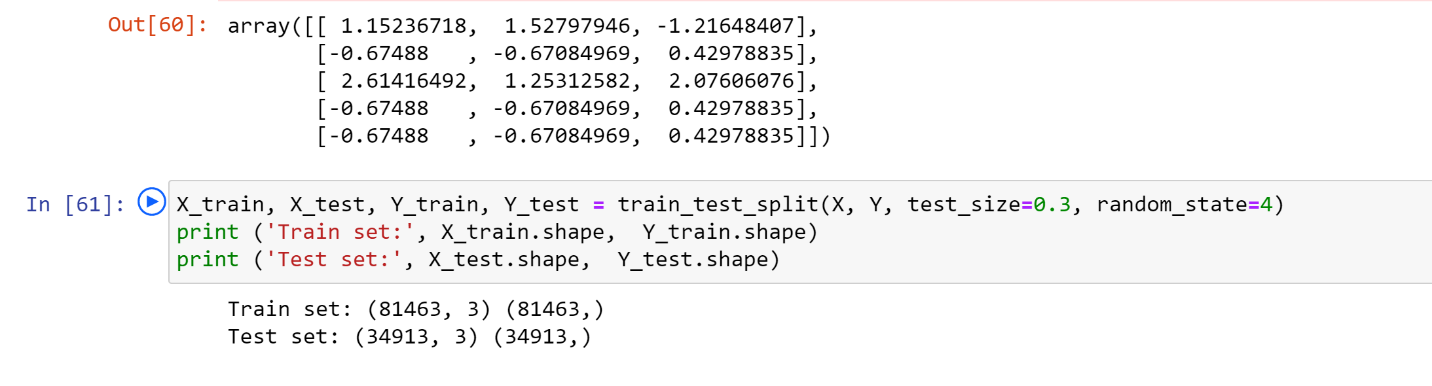 Out[60]: array([[ 1.15236718,  1.52797946, -1.21648407],
       [-0.67488   , -0.67084969,  0.42978835],
       [ 2.61416492,  1.25312582,  2.07606076],
       [-0.67488   , -0.67084969,  0.42978835],
       [-0.67488   , -0.67084969,  0.42978835]])
In [61]: X_train, X_test, Y_train, Y_test = train_test_split(X, Y, test_size=0.3, random_state=4)
print ('Train set:', X_train.shape,  Y_train.shape)
print ('Test set:', X_test.shape,  Y_test.shape)
Train set: (81463, 3) (81463,)
Test set: (34913, 3) (34913,)